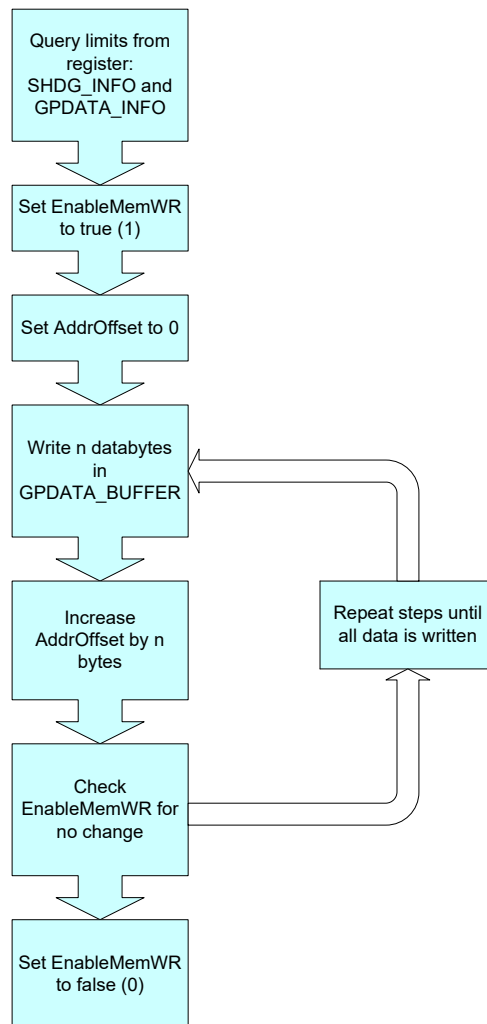 Query limits from
register:
SHDG_INFO and
GPDATA_INFO
Set EnableMemWR
to true (1)
Set AddrOffset to 0
Write n databytes
in
GPDATA_BUFFER
Increase
AddrOffset by n
bytes
Repeat steps until
all data is written
Check
EnableMemWR for
no change
Set EnableMemWR
to false (0)